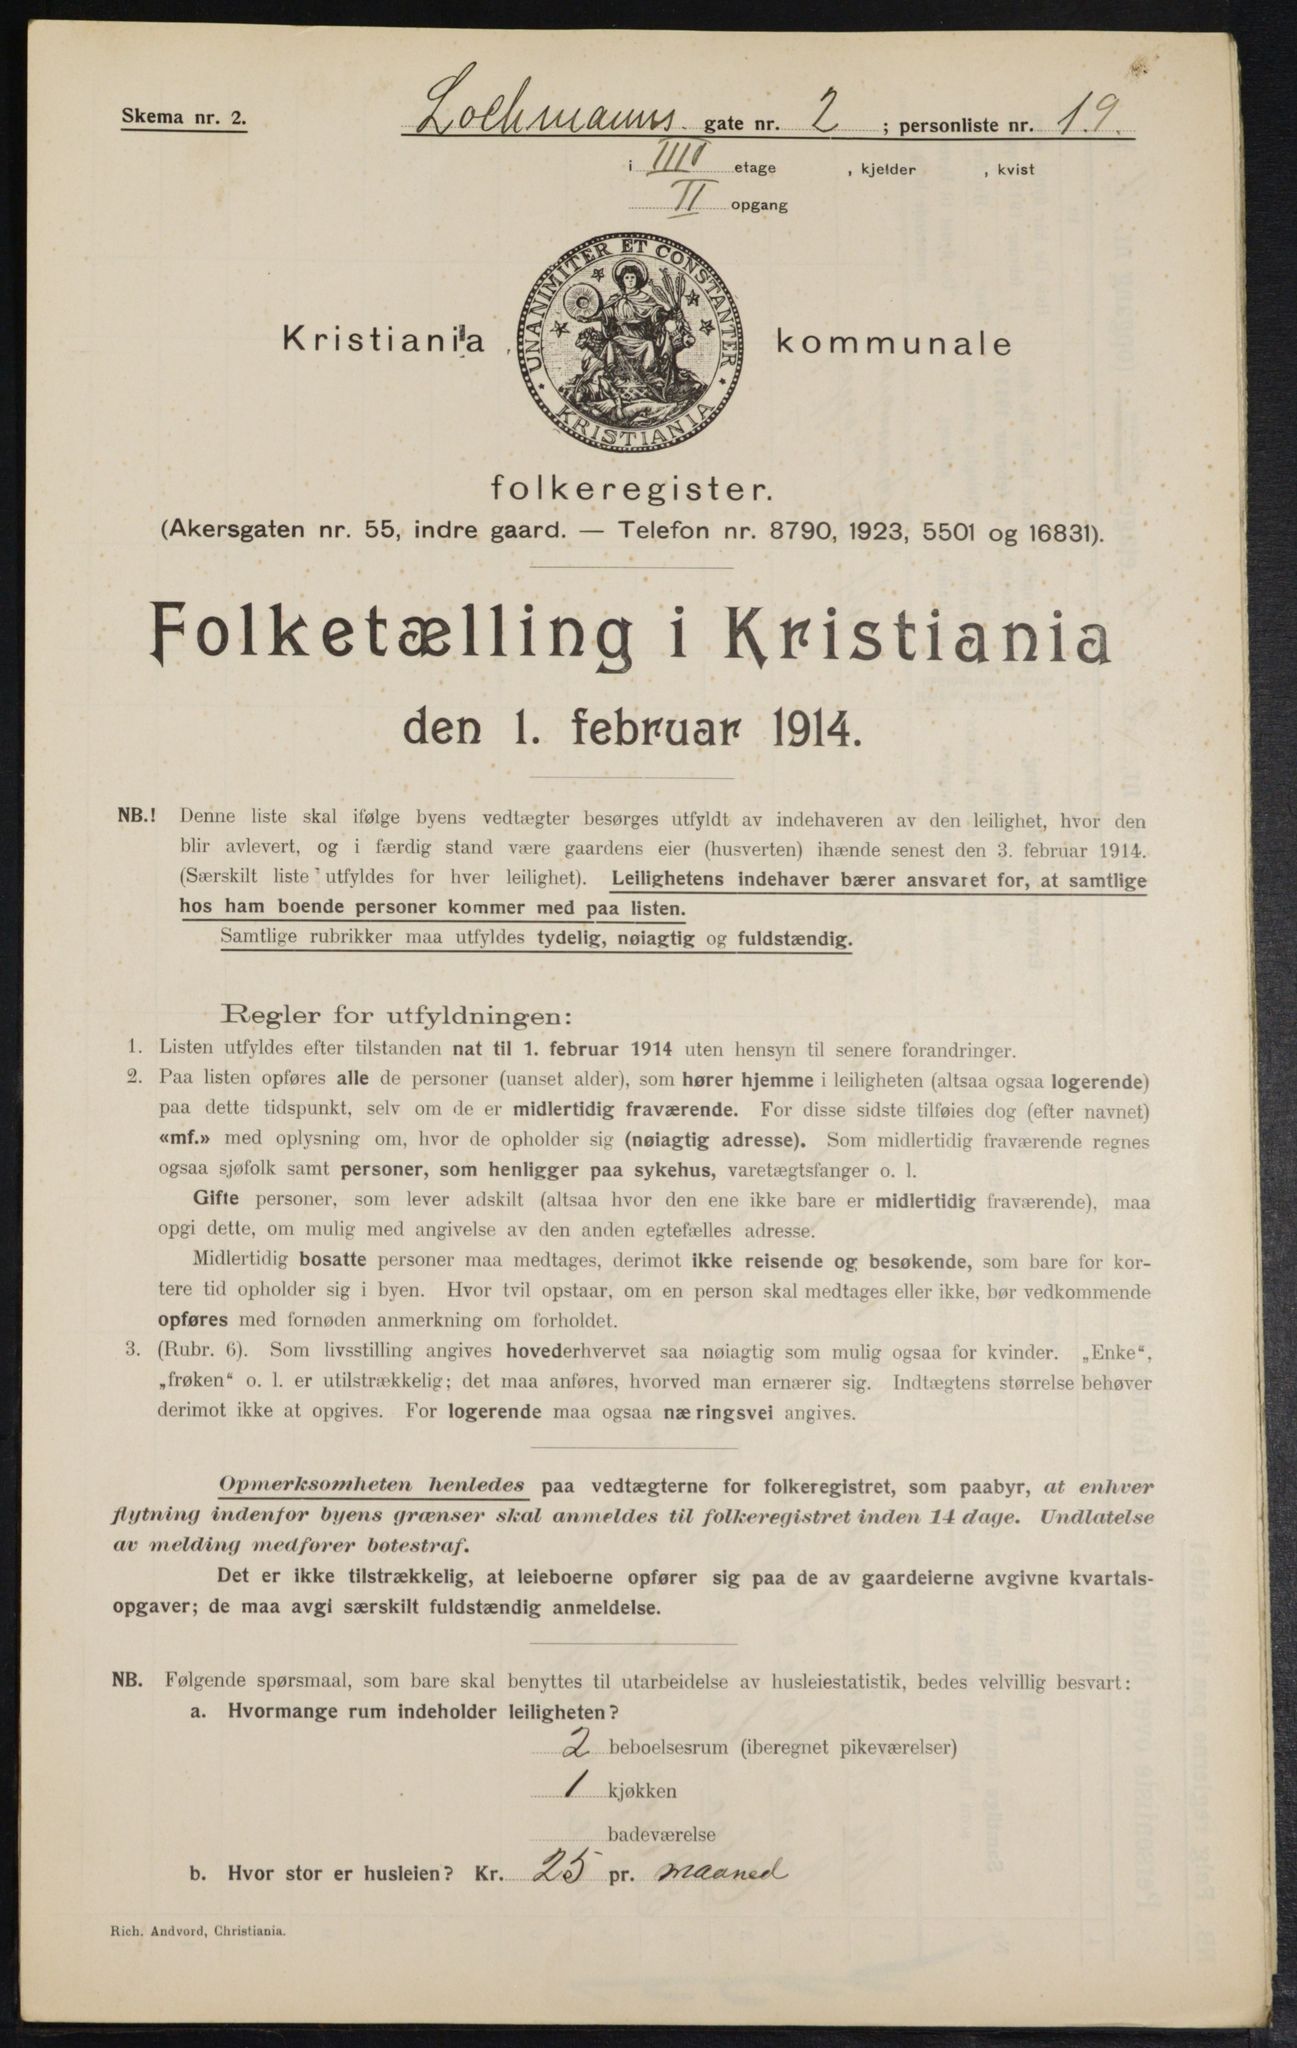 Skema nr. 2.
Lochmanns gate nr. 2 ; personliste nr. 19.
i IIII etage , kjelder , kvist
II opgang
UNANIMITER ET CONSTANTER
KRISTIANIA
Kristiania kommunale
folkeregister.
(Akersgaten nr. 55, indre gaard. — Telefon nr. 8790, 1923, 5501 og 16831).
Folketælling i Kristiania
den 1. februar 1914.
NB.! Denne liste skal ifølge byens vedtægter besørges utfyldt av indehaveren av den leilighet, hvor den
blir avlevert, og i færdig stand være gaardens eier (husverten) ihænde senest den 3. februar 1914.
(Særskilt liste utfyldes for hver leilighet). Leilighetens indehaver bærer ansvaret for, at samtlige
hos ham boende personer kommer med paa listen.
Samtlige rubrikker maa utfyldes tydelig, nøiagtig og fuldstændig.
Regler for utfyldningen:
1. Listen utfyldes efter tilstanden nat til 1. februar 1914 uten hensyn til senere forandringer.
2. Paa listen opføres alle de personer (uanset alder), som hører hjemme i leiligheten (altsaa ogsaa logerende)
paa dette tidspunkt, selv om de er midlertidig fraværende. For disse sidste tilføies dog (efter navnet)
«mf.» med oplysning om, hvor de opholder sig (nøiagtig adresse). Som midlertidig fraværende regnes
ogsaa sjøfolk samt personer, som henligger paa sykehus, varetægtsfanger o. l.
Gifte personer, som lever adskilt (altsaa hvor den ene ikke bare er midlertidig fraværende), maa
opgi dette, om mulig med angivelse av den anden egtefælles adresse.
Midlertidig bosatte personer maa medtages, derimot ikke reisende og besøkende, som bare for kor-
tere tid opholder sig i byen. Hvor tvil opstaar, om en person skal medtages eller ikke, bør vedkommende
opføres med fornøden anmerkning om forholdet.
3. (Rubr. 6). Som livsstilling angives hovederhvervet saa nøiagtig som mulig ogsaa for kvinder. „Enke“,
„frøken“ o. l. er utilstrækkelig; det maa anføres, hvorved man ernærer sig. Indtægtens størrelse behøver
derimot ikke at opgives. For logerende maa ogsaa næringsvei angives.
Opmerksomheten henledes paa vedtægterne for folkeregistret, som paabyr, at enhver
flytning indenfor byens grænser skal anmeldes til folkeregistret inden 14 dage. Undlatelse
av melding medfører bøtestraf.
Det er ikke tilstrækkelig, at leieboerne opfører sig paa de av gaardeierne avgivne kvartals-
opgaver; de maa avgi særskilt fuldstændig anmeldelse.
NB. Følgende spørsmaal, som bare skal benyttes til utarbeidelse av husleiestatistik, bedes velvillig besvart:
a. Hvormange rum indeholder leiligheten?
2 beboelsesrum (iberegnet pikeværelser)
1 kjøkken
badeværelse
b. Hvor stor er husleien? Kr. 25 pr. maaned
Rich. Andvord, Christiania.